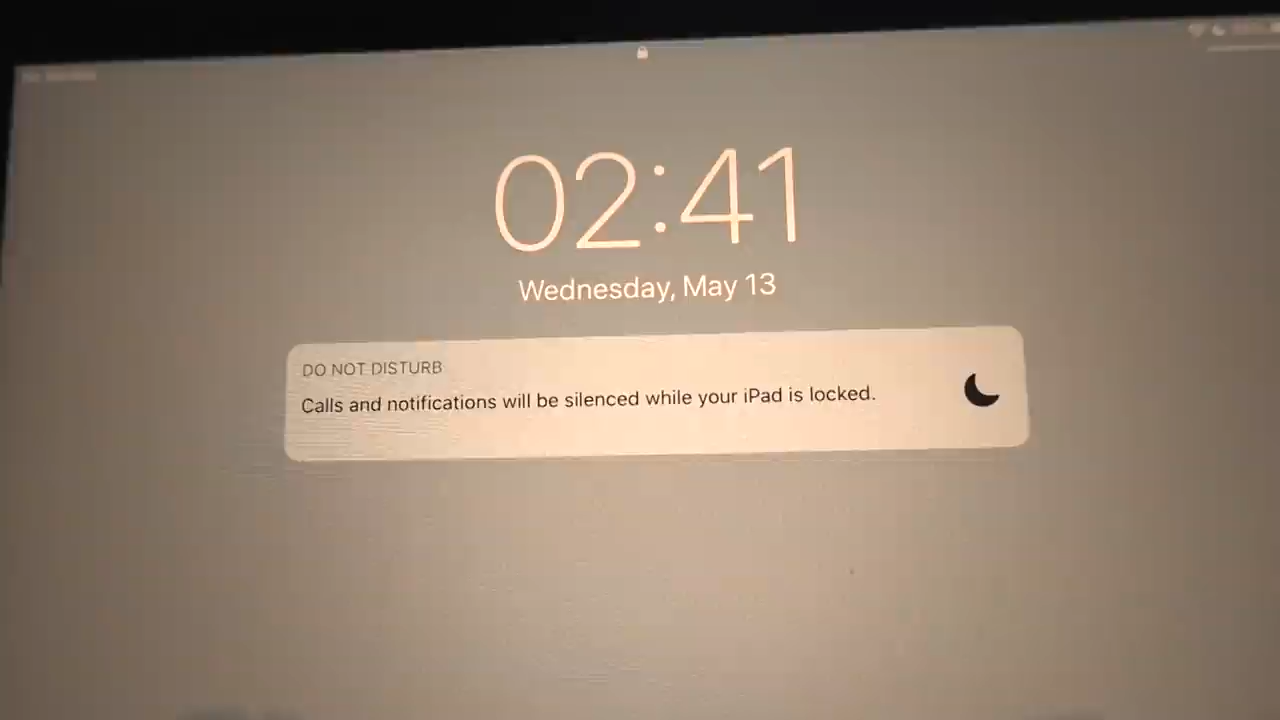 02:41
Wednesday, May 13
DO NOT DISTURB
Calls and notifications will be silenced while your iPad is locked.